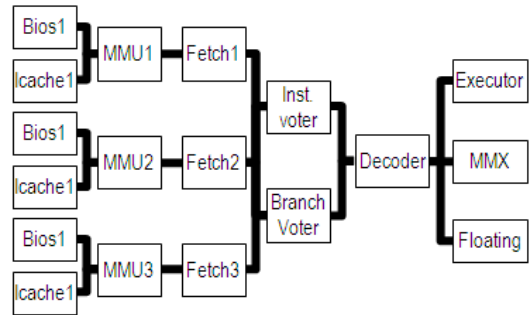 Bios1
Icache1
MMU1
Fetch1
Bios1
Icache1
MMU2
Fetch2
Bios1
Icache1
MMU3
Fetch3
Inst.
voter
Branch
Voter
Decoder
Executor
MMX
Floating